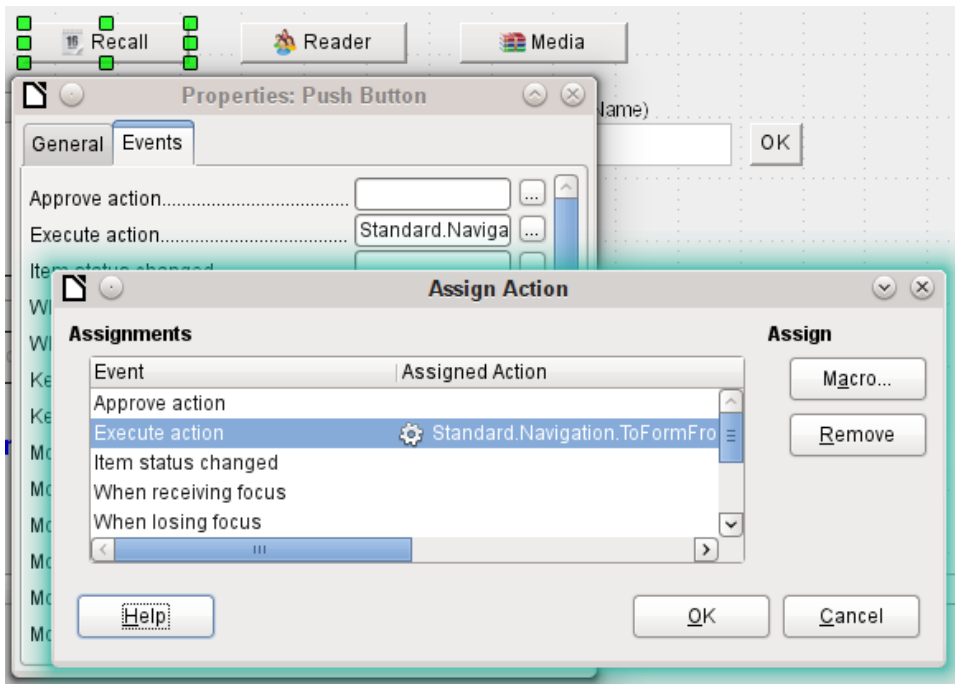 16 Recall Reader Media
Properties: Push Button
Name)
General Events
OK
Approve action....................................
...
Execute action.................................... Standard.Naviga ...
Item status changed
Assign Action
Assignments
Assign
Event Assigned Action
Macro...
Approve action
Execute action Standard.Navigation.ToFormFro
Remove
Item status changed
When receiving focus
When losing focus
Help
OK
Cancel